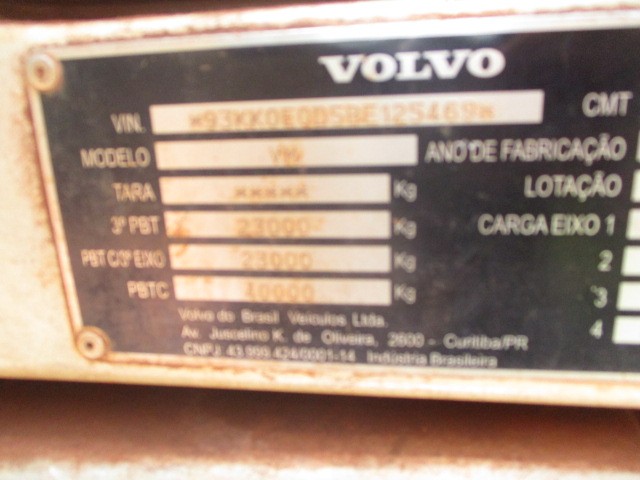 VOLVO
VIN. *93KK0E0D5BE125469* CMT
MODELO VM ANO DE FABRICAÇÃO
TARA ***** Kg LOTAÇÃO
3º PBT 23000 Kg CARGA EIXO 1
PBT C/3º EIXO 23000 Kg 2
PBTC 40000 Kg 3
4
Volvo do Brasil Veículos Ltda.
Av. Juscelino K. de Oliveira, 2600 - Curitiba/PR
CNPJ: 43.999.424/0001-14 Indústria Brasileira